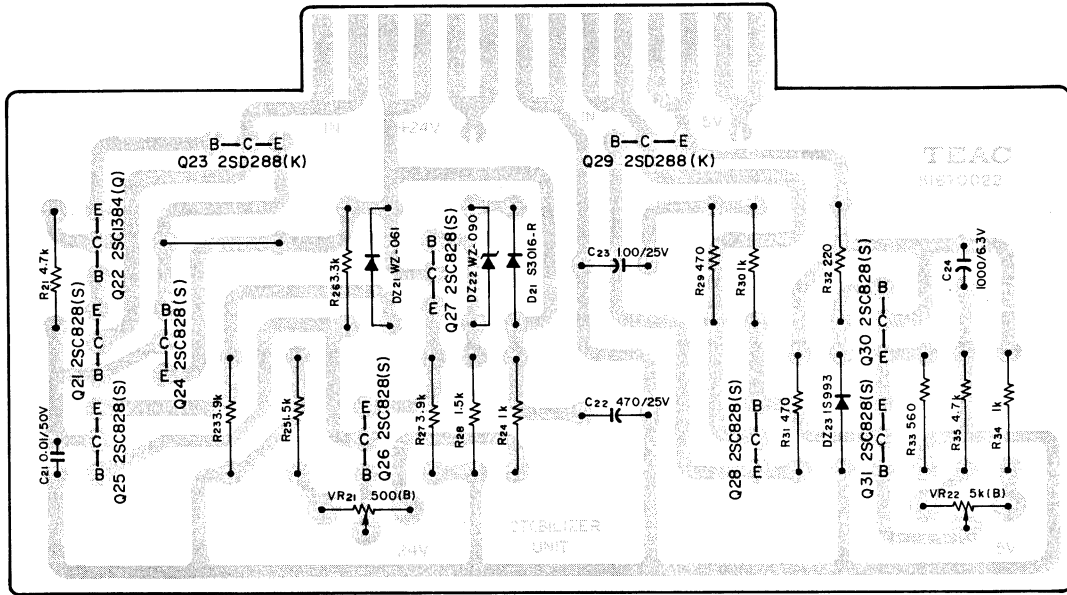 IN
+24V
IN
5V
B—C—E
Q23 2SD288(K)
B—C—E
Q29 2SD288(K)
TEAC
R21 4.7k
E—C—B
Q22 2SC1384(Q)
R26 3.3k
DZ21 WZ-061
B—C—E
Q27 2SC828(S)
DZ22 WZ-090
D21 S3016-R
C23 100/25V
R29 470
R30 1k
R32 220
C24 1000/6.3V
E—C—B
Q21 2SC828(S)
B—C—E
Q24 2SC828(S)
B—C—E
Q30 2SC828(S)
C21 0.01/50V
E—C—B
Q25 2SC828(S)
R23 3.9k
R25 1.5k
E—C—B
Q26 2SC828(S)
R27 3.9k
R28 1.5k
R24 1k
C22 470/25V
B—C—E
Q28 2SC828(S)
R31 470
DZ23 1S993
E—C—B
Q31 2SC828(S)
R33 560
R35 4.7k
R34 1k
VR21 500(B)
VR22 5k(B)
STABILIZER
UNIT
24V
5V